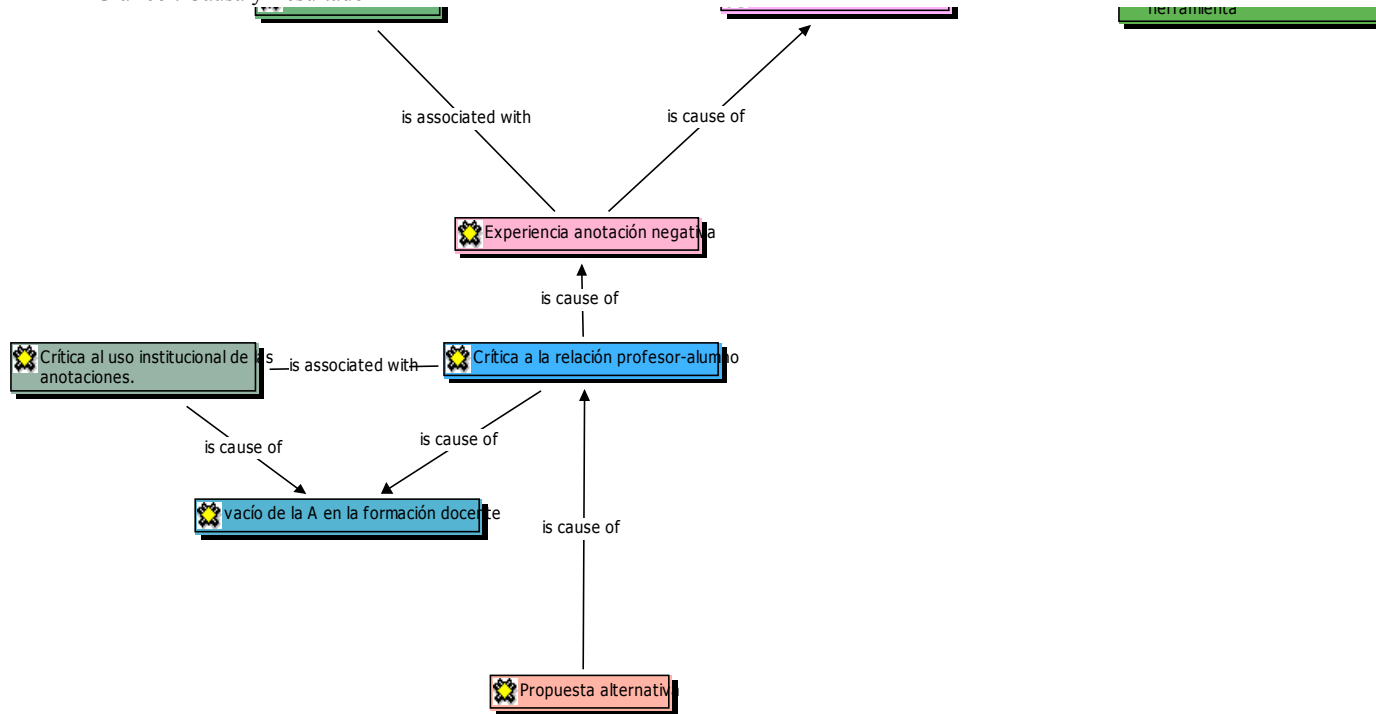 herramienta
is associated with
is cause of
Experiencia anotación negativa
is cause of
Crítica al uso institucional de las
anotaciones.
is associated with
Crítica a la relación profesor-alumno
is cause of
is cause of
vacío de la A en la formación docente
is cause of
Propuesta alternativa